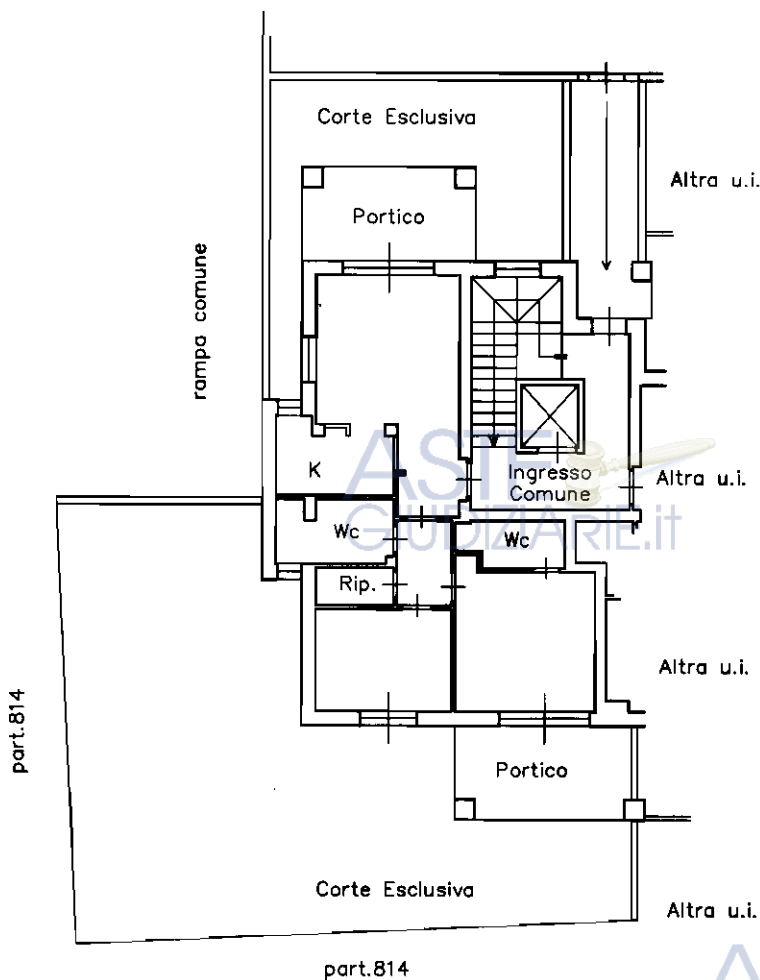 Corte Esclusiva
Altra u.i.
Portico
rampa comune
K
ASTE
GIUDIZIARIE.it
Ingresso
Comune
Altra u.i.
Wc
Wc
Rip.
Altra u.i.
part.814
Portico
Corte Esclusiva
Altra u.i.
part.814